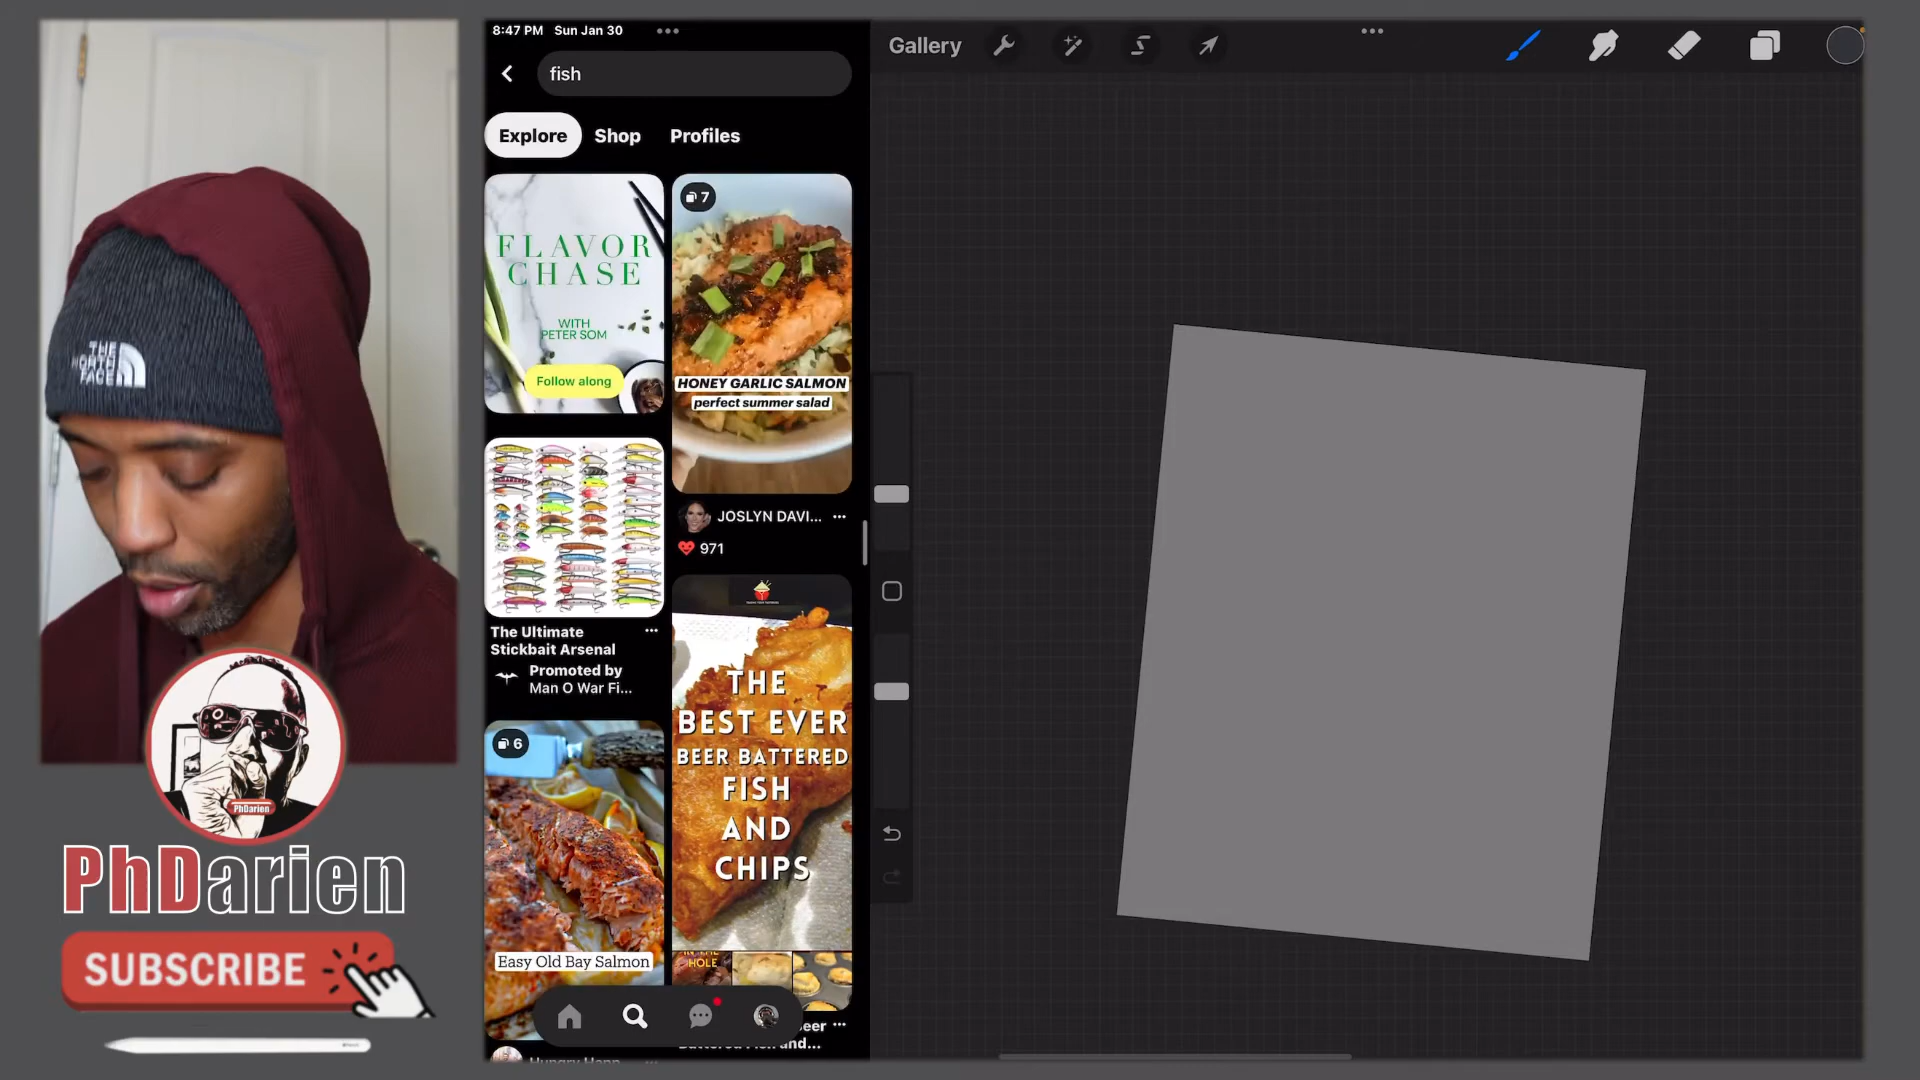 8:47 PM Sun Jan 30
fish
Explore Shop Profiles
FLAVOR
CHASE
WITH
PETER SOM
Follow along
7
HONEY GARLIC SALMON
perfect summer salad
JOSLYN DAVI...
971
The Ultimate
Stickbait Arsenal
Promoted by
Man O War Fi...
THE
BEST EVER
BEER BATTERED
FISH
AND
CHIPS
6
Easy Old Bay Salmon
HOLE
Gallery
THE
NORTH
FACE
PhDarien
PhDarien
SUBSCRIBE